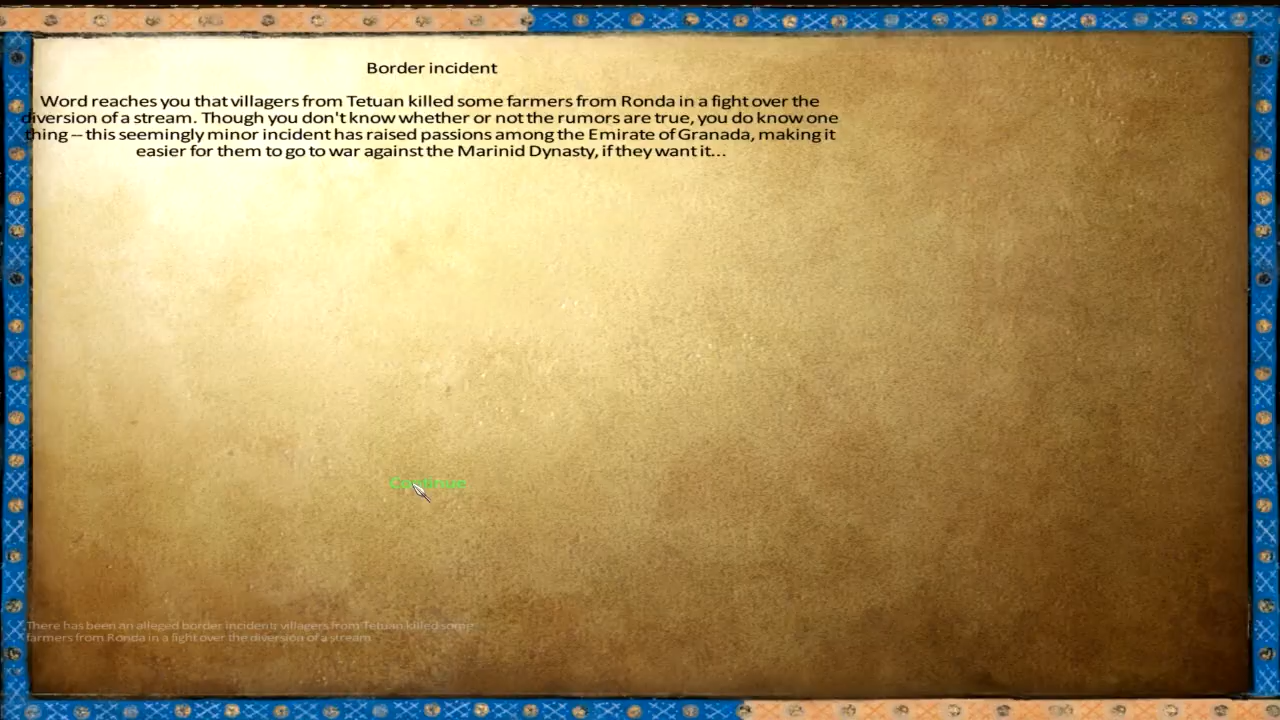 Border incident
Word reaches you that villagers from Tetuan killed some farmers from Ronda in a fight over the
diversion of a stream. Though you don't know whether or not the rumors are true, you do know one
thing -- this seemingly minor incident has raised passions among the Emirate of Granada, making it
easier for them to go to war against the Marinid Dynasty, if they want it...
Continue
There has been an alleged border incident: villagers from Tetuan killed some
farmers from Ronda in a fight over the diversion of a stream.